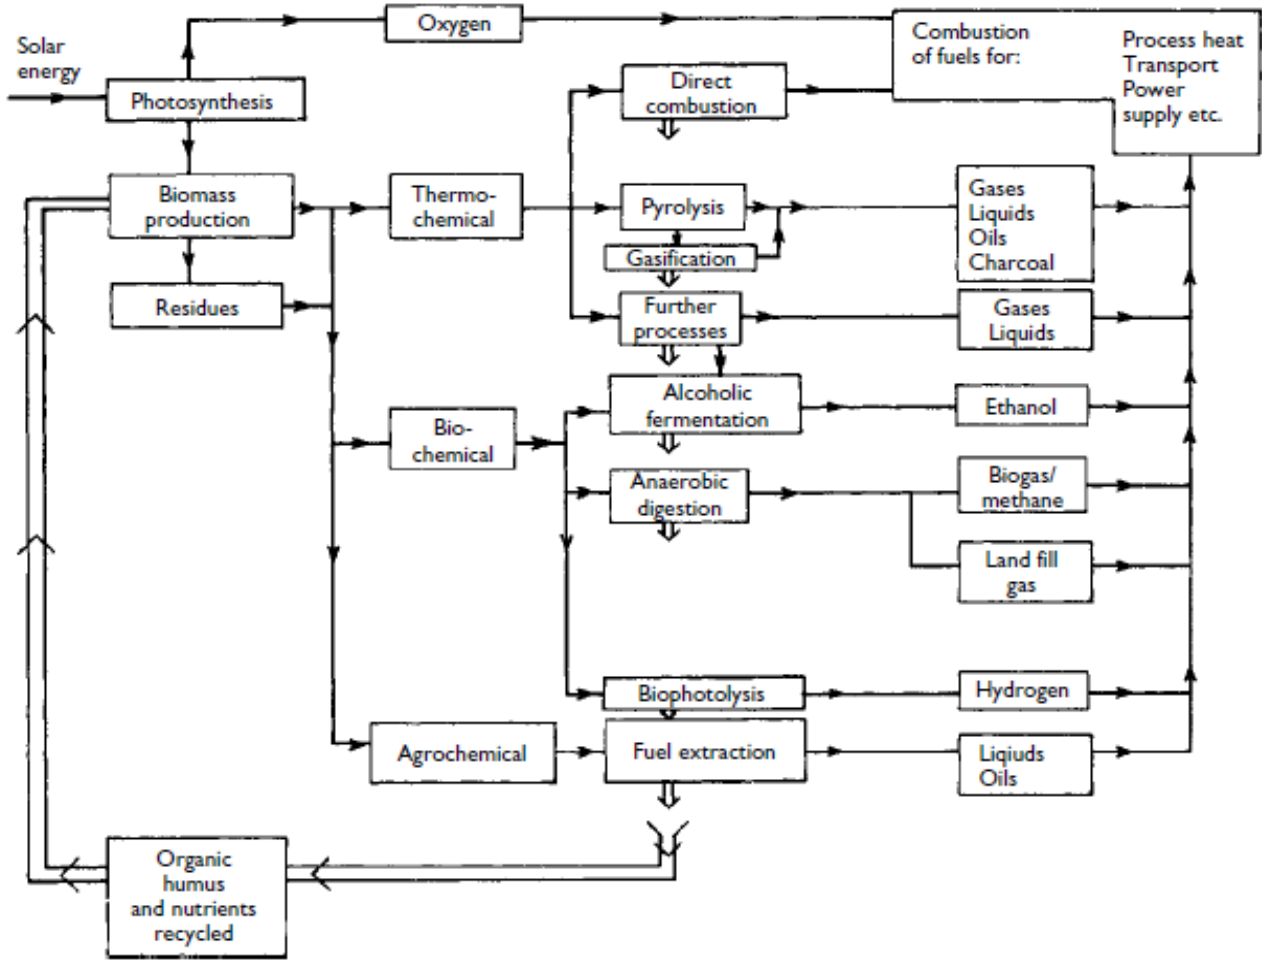 Oxygen
Solar
energy
Combustion
of fuels for:
Process heat
Transport
Power
supply etc.
Photosynthesis
Direct
combustion
Biomass
production
Thermo-
chemical
Pyrolysis
Gases
Liquids
Oils
Charcoal
Gasification
Residues
Further
processes
Gases
Liquids
Alcoholic
fermentation
Ethanol
Bio-
chemical
Anaerobic
digestion
Biogas/
methane
Land fill
gas
Biophotolysis
Hydrogen
Agrochemical
Fuel extraction
Liqiuds
Oils
Organic
humus
and nutrients
recycled